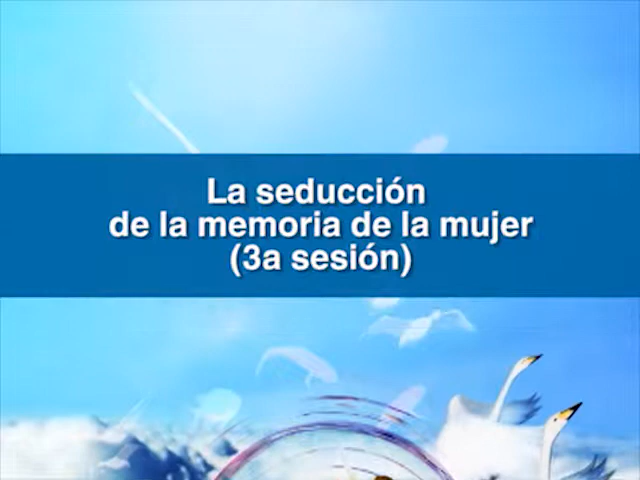 La seducción
de la memoria de la mujer
(3a sesión)